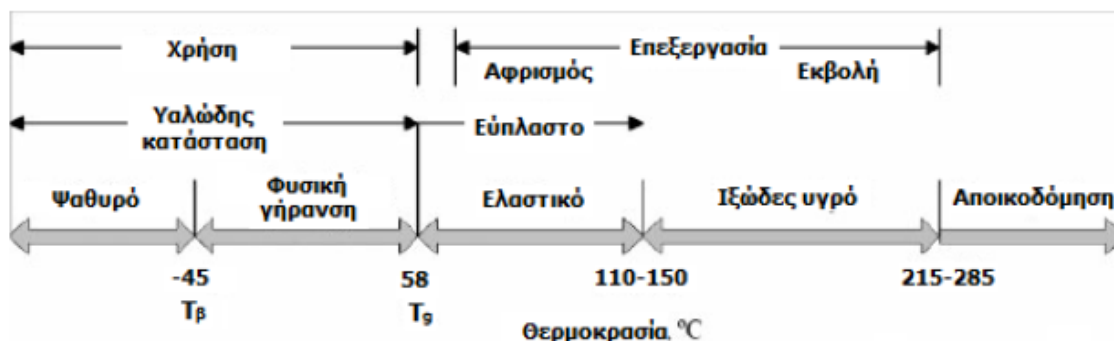 Χρήση Επεξεργασία
Αφρισμός Εκβολή
Υαλώδης
κατάσταση Εύπλαστο
Ψαθυρό Φυσική
γήρανση Ελαστικό Ιξώδες υγρό Αποικοδόμηση
-45 58 110-150 215-285
Tβ Tg
Θερμοκρασία, ºC